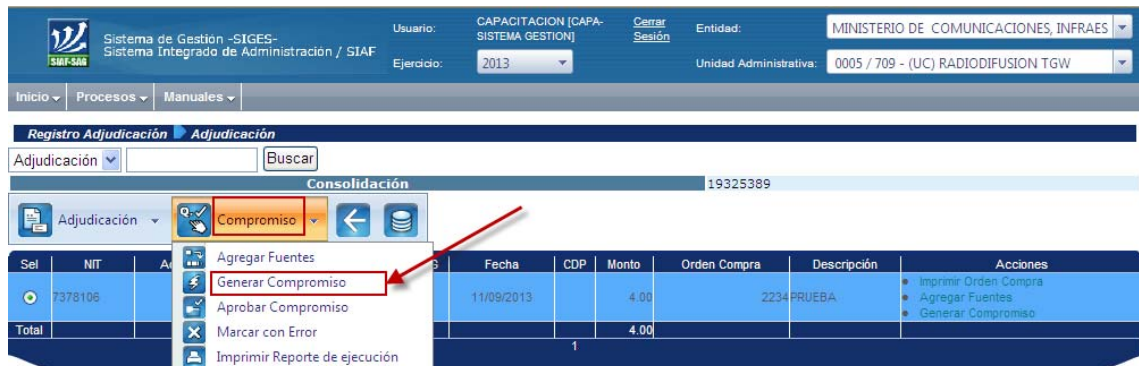 SIAF-SAG
Sistema de Gestión -SIGES-
Sistema Integrado de Administración / SIAF
Usuario:
CAPACITACION [CAPA-
SISTEMA GESTION]
Cerrar
Sesión
Entidad:
MINISTERIO DE COMUNICACIONES, INFRAES
Ejercicio:
2013
Unidad Administrativa:
0005 / 709 - (UC) RADIODIFUSION TGW
Inicio Procesos Manuales
Registro Adjudicación Adjudicación
Adjudicación Buscar
Consolidación 19325389
Adjudicación Compromiso
Agregar Fuentes
Generar Compromiso
Aprobar Compromiso
Marcar con Error
Imprimir Reporte de ejecución
Sel NIT Fecha CDP Monto Orden Compra Descripción Acciones
7378106 11/09/2013 4.00 2234 PRUEBA
Imprimir Orden Compra
Agregar Fuentes
Generar Compromiso
Total 4.00
1